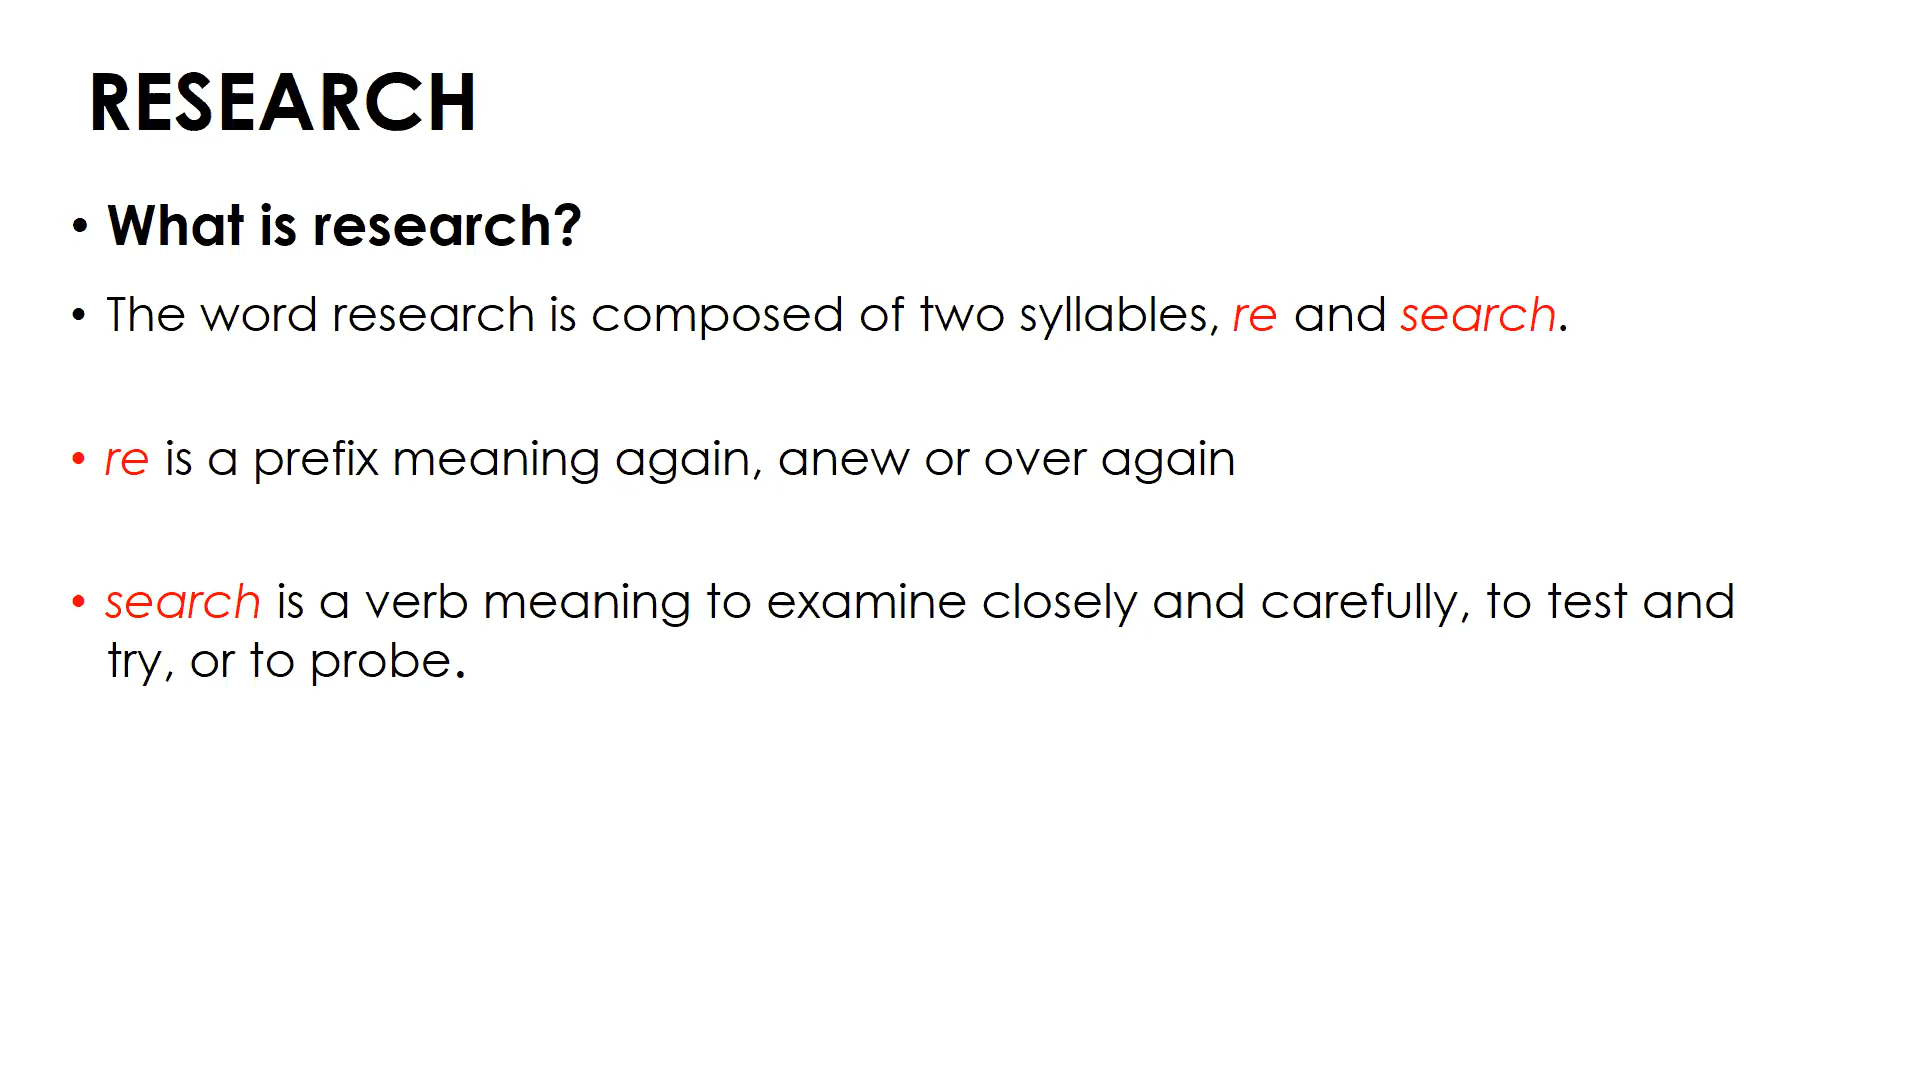 RESEARCH
• What is research?
• The word research is composed of two syllables, re and search.
• re is a prefix meaning again, anew or over again
• search is a verb meaning to examine closely and carefully, to test and
try, or to probe.